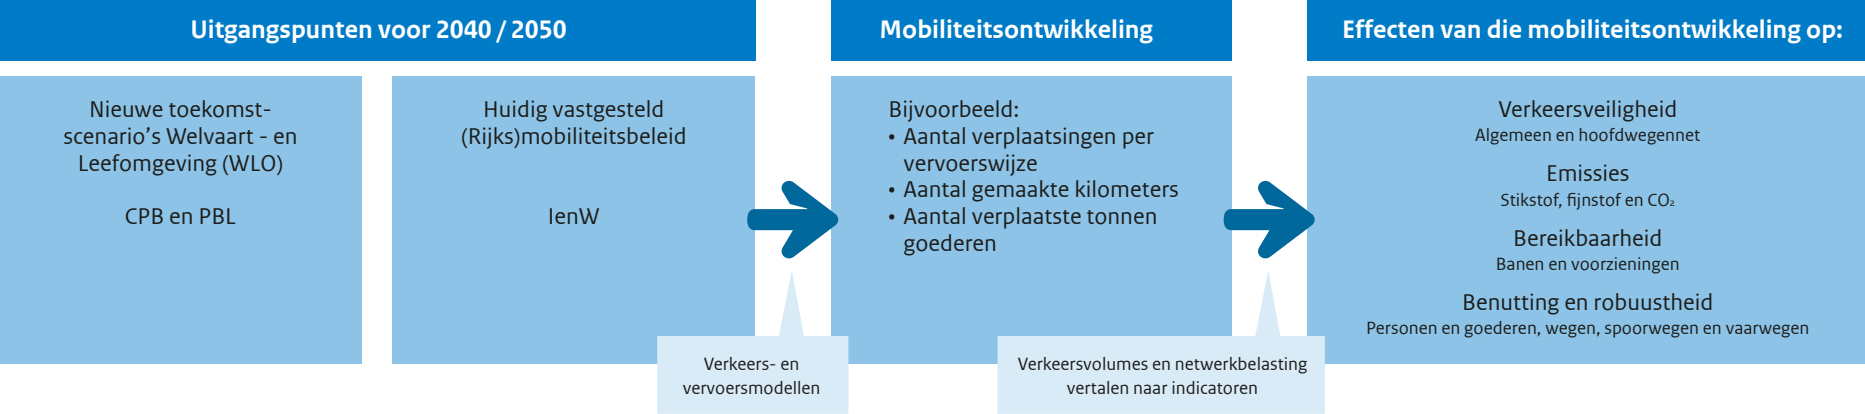 Uitgangspunten voor 2040 / 2050
Nieuwe toekomst-
scenario's Welvaart - en
Leefomgeving (WLO)
CPB en PBL
Huidig vastgesteld
(Rijks)mobiliteitsbeleid
IenW
Verkeers- en
vervoersmodellen
Mobiliteitsontwikkeling
Bijvoorbeeld:
• Aantal verplaatsingen per
vervoerswijze
• Aantal gemaakte kilometers
• Aantal verplaatste tonnen
goederen
Verkeersvolumes en netwerkbelasting
vertalen naar indicatoren
Effecten van die mobiliteitsontwikkeling op:
Verkeersveiligheid
Algemeen en hoofdwegennet
Emissies
Stikstof, fijnstof en CO₂
Bereikbaarheid
Banen en voorzieningen
Benutting en robuustheid
Personen en goederen, wegen, spoorwegen en vaarwegen